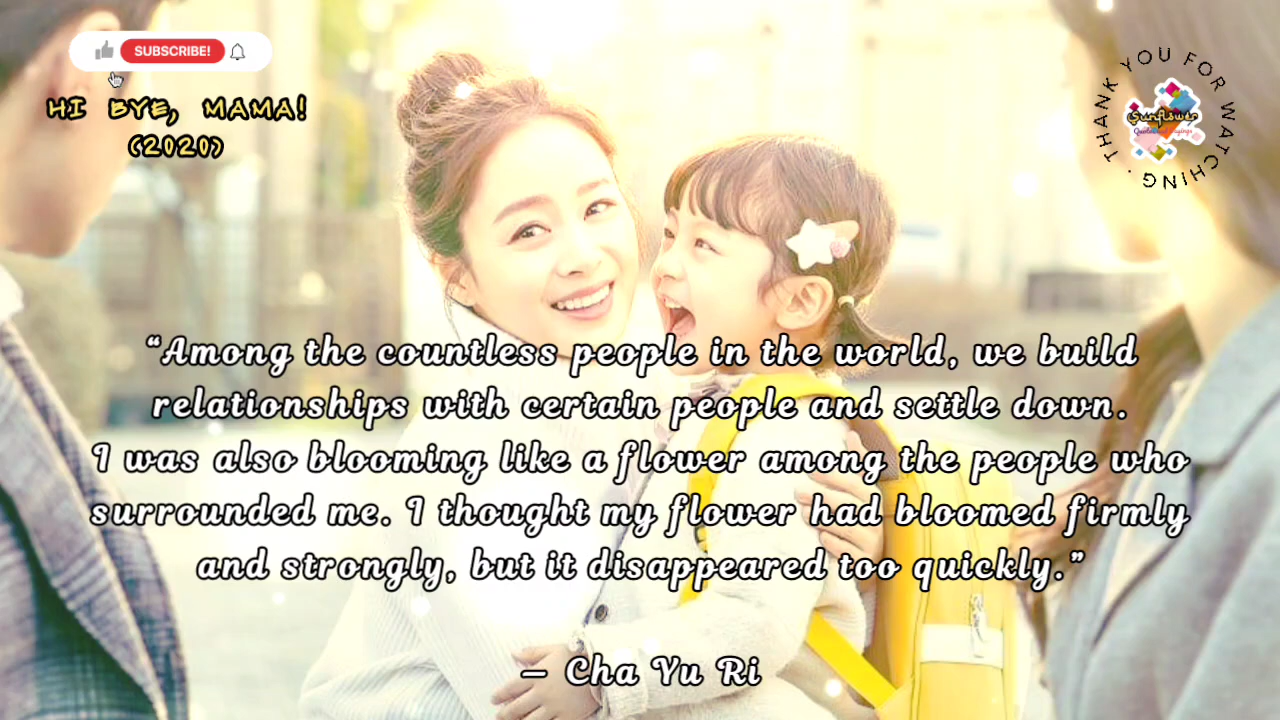 SUBSCRIBE!
HI BYE, MAMA!
(2020)
THANK YOU FOR WATCHING
Sunflower
“Among the countless people in the world, we build
relationships with certain people and settle down.
I was also blooming like a flower among the people who
surrounded me. I thought my flower had bloomed firmly
and strongly, but it disappeared too quickly.”
– Cha Yu Ri